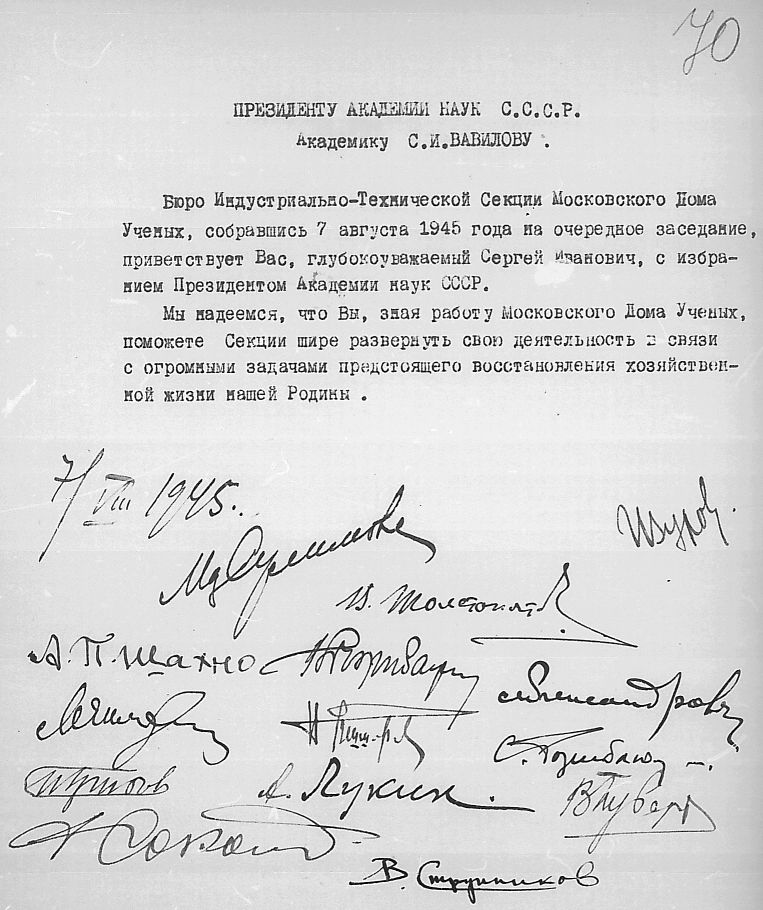 70
ПРЕЗИДЕНТУ АКАДЕМИИ НАУК С.С.С.Р.
Академику С.И.ВАВИЛОВУ.
Бюро Индустриально-Технической Секции Московского Дома
Ученых, собравшись 7 августа 1945 года на очередное заседание,
приветствует Вас, глубокоуважаемый Сергей Иванович, с избра-
нием Президентом Академии наук СССР.
Мы надеемся, что Вы, зная работу Московского Дома Ученых,
поможете Секции шире развернуть свою деятельность в связи
с огромными задачами предстоящего восстановления хозяйствен-
ной жизни нашей Родины.
7/VIII 1945.
А.П.Шахно
А. Лукин.
В. Струнников